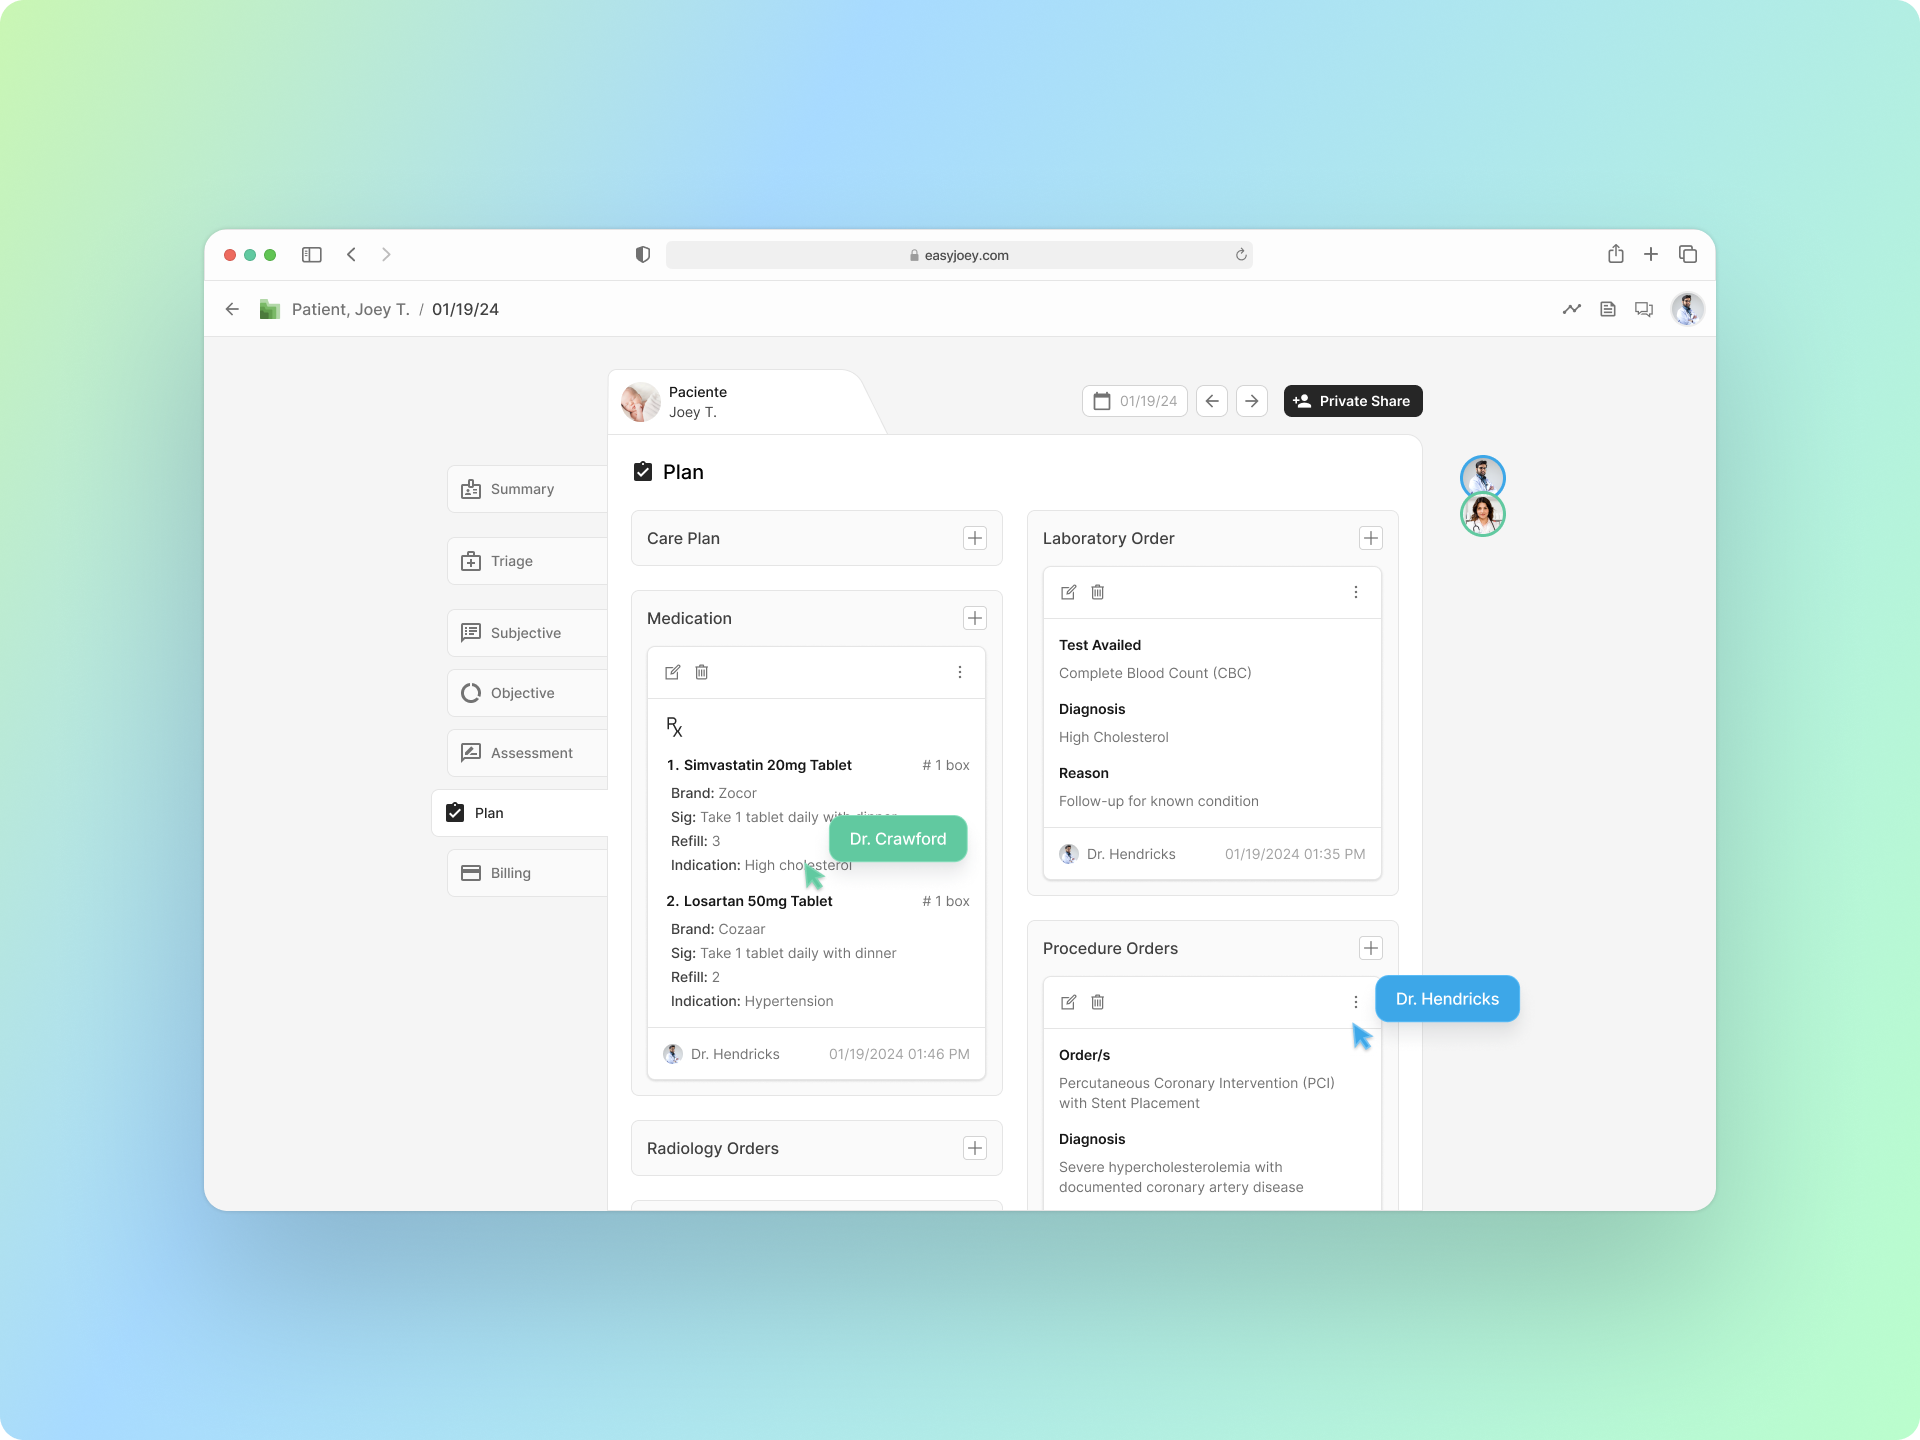 easyjoey.com
Patient, Joey T. / 01/19/24
Paciente
Joey T.
01/19/24
Private Share
Summary
Triage
Subjective
Objective
Assessment
Plan
Billing
Plan
Care Plan
Medication
Rx
1. Simvastatin 20mg Tablet # 1 box
Brand: Zocor
Sig: Take 1 tablet daily with dinner
Refill: 3
Indication: High cholesterol
Dr. Crawford
2. Losartan 50mg Tablet # 1 box
Brand: Cozaar
Sig: Take 1 tablet daily with dinner
Refill: 2
Indication: Hypertension
Dr. Hendricks 01/19/2024 01:46 PM
Radiology Orders
Laboratory Order
Test Availed
Complete Blood Count (CBC)
Diagnosis
High Cholesterol
Reason
Follow-up for known condition
Dr. Hendricks 01/19/2024 01:35 PM
Procedure Orders
Dr. Hendricks
Order/s
Percutaneous Coronary Intervention (PCI)
with Stent Placement
Diagnosis
Severe hypercholesterolemia with
documented coronary artery disease